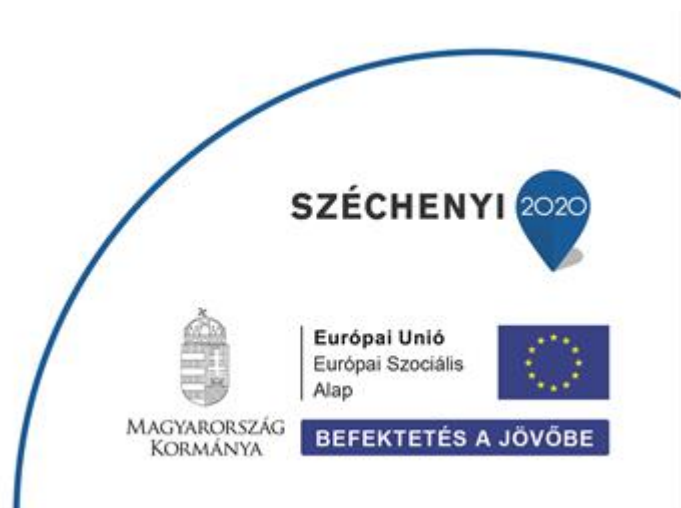 SZÉCHENYI 2020
Európai Unió
Európai Szociális
Alap
MAGYARORSZÁG
KORMÁNYA
BEFEKTETÉS A JÖVŐBE